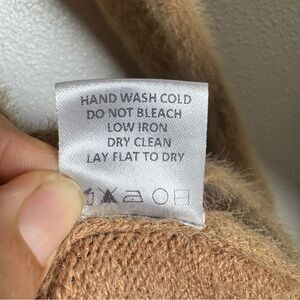 HAND WASH COLD
DO NOT BLEACH
LOW IRON
DRY CLEAN
LAY FLAT TO DRY